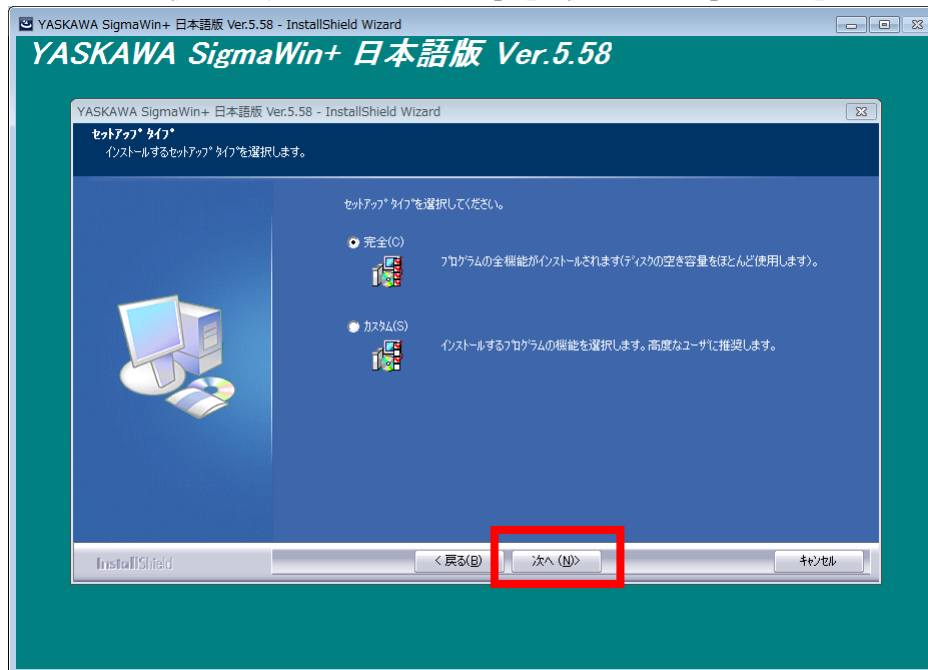 YASKAWA SigmaWin+ 日本語版 Ver.5.58 - InstallShield Wizard
YASKAWA SigmaWin+ 日本語版 Ver.5.58
YASKAWA SigmaWin+ 日本語版 Ver.5.58 - InstallShield Wizard
セットアップ タイプ
インストールするセットアップ タイプを選択します。
セットアップ タイプを選択してください。
完全(C)
プログラムの全機能がインストールされます(ディスクの空き容量をほとんど使用します)。
カスタム(S)
インストールするプログラムの機能を選択します。高度なユーザに推奨します。
InstallShield
< 戻る(B)
次へ (N)>
キャンセル